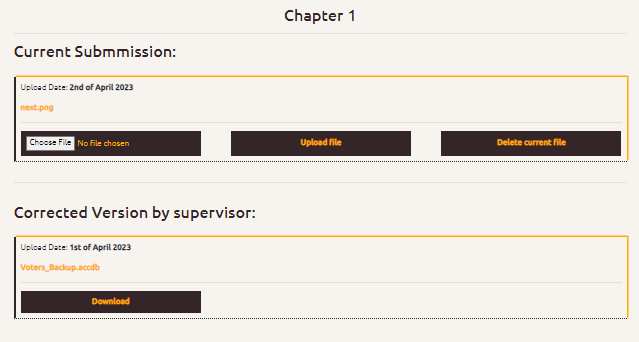 Chapter 1
Current Submmission:
Upload Date: 2nd of April 2023
next.png
Choose File No file chosen Upload file Delete current file
Corrected Version by supervisor:
Upload Date: 1st of April 2023
Voters_Backup.accdb
Download